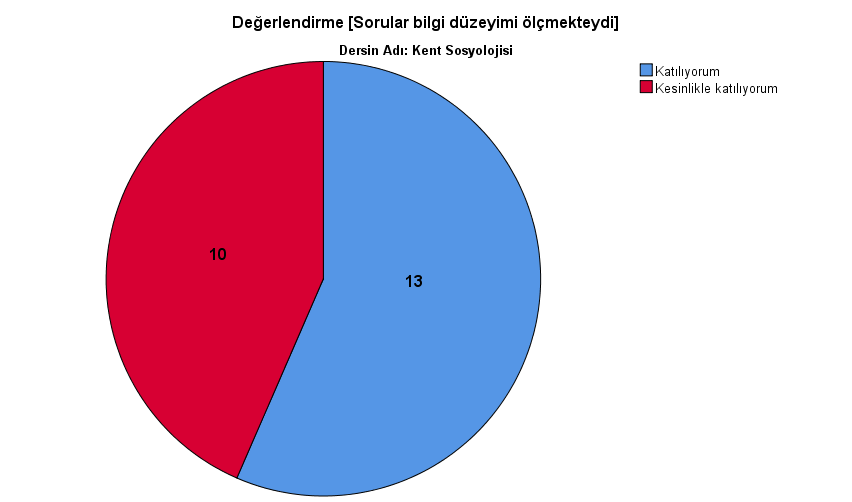 Değerlendirme [Sorular bilgi düzeyimi ölçmekteydi]
Dersin Adı: Kent Sosyolojisi
Katılıyorum
Kesinlikle katılıyorum
10
13